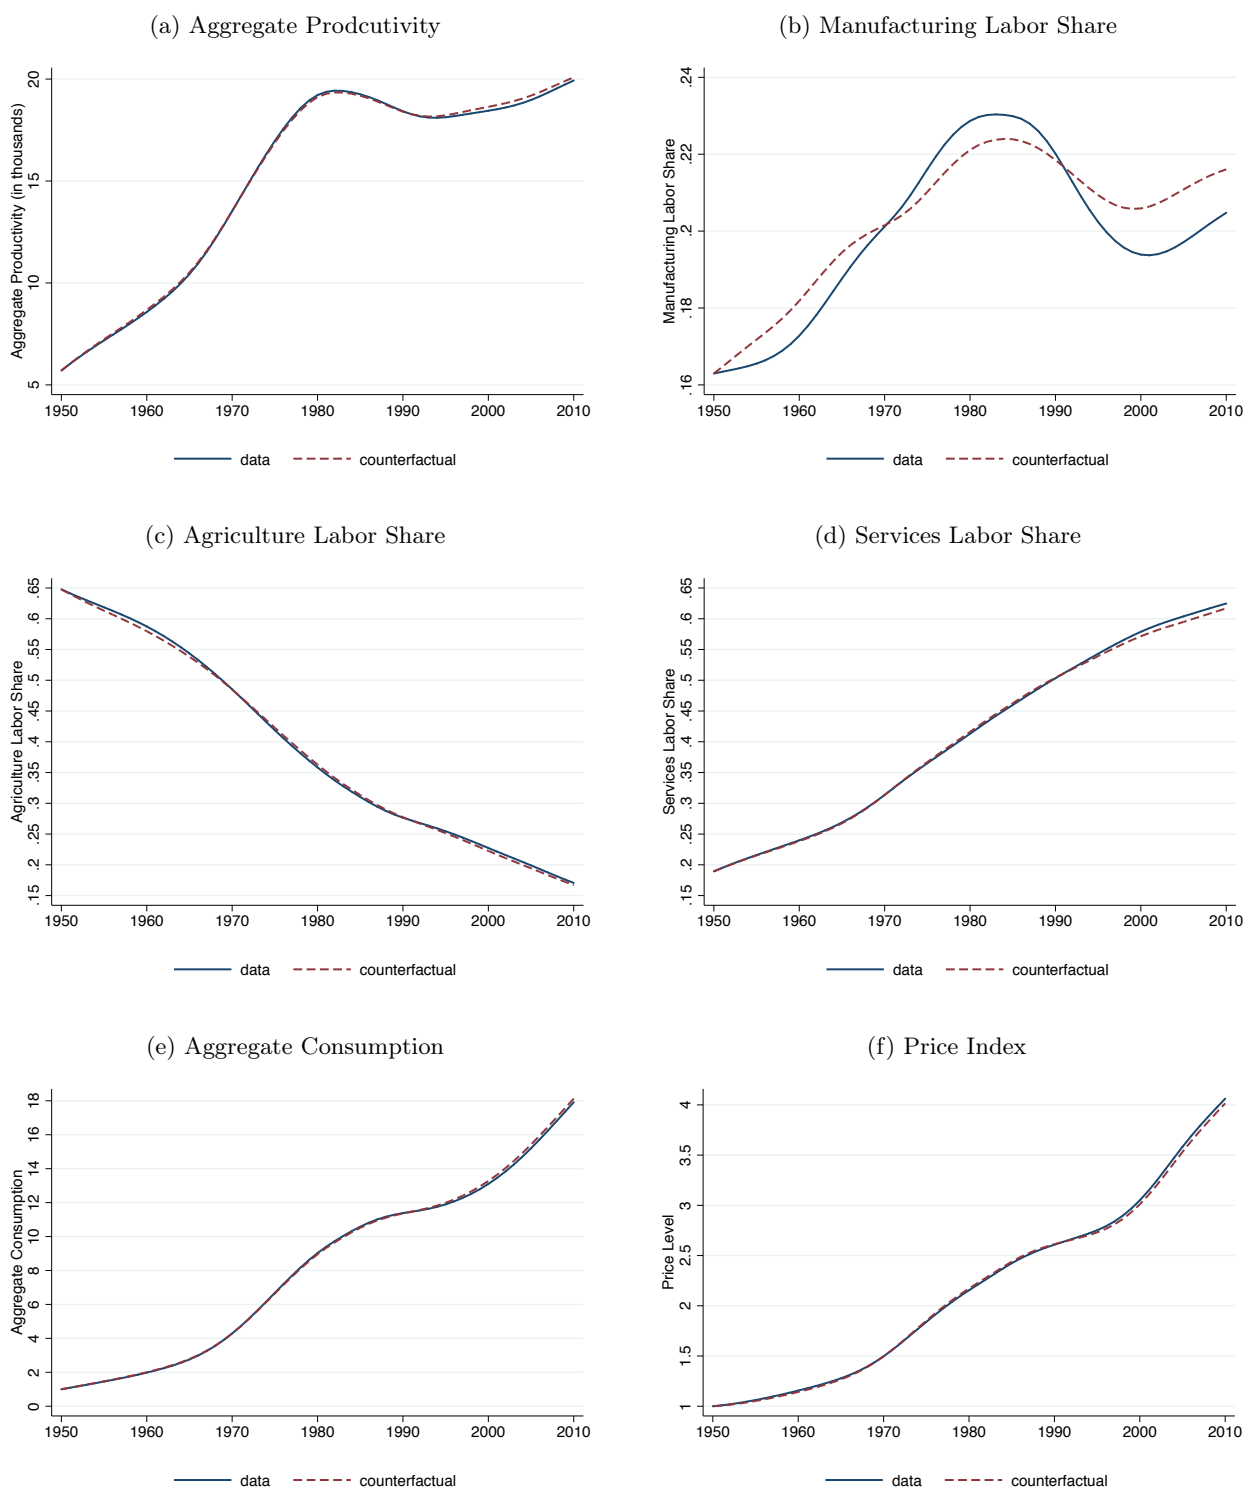 (a) Aggregate Prodcutivity
Aggregate Productivity (in thousands)
20
15
10
5
1950 1960 1970 1980 1990 2000 2010
data counterfactual
(b) Manufacturing Labor Share
Manufacturing Labor Share
.24
.22
.2
.18
.16
1950 1960 1970 1980 1990 2000 2010
data counterfactual
(c) Agriculture Labor Share
Agriculture Labor Share
.65
.6
.55
.5
.45
.4
.35
.3
.25
.2
.15
1950 1960 1970 1980 1990 2000 2010
data counterfactual
(d) Services Labor Share
Services Labor Share
.65
.6
.55
.5
.45
.4
.35
.3
.25
.2
.15
1950 1960 1970 1980 1990 2000 2010
data counterfactual
(e) Aggregate Consumption
Aggregate Consumption
18
16
14
12
10
8
6
4
2
0
1950 1960 1970 1980 1990 2000 2010
data counterfactual
(f) Price Index
Price Level
4
3.5
3
2.5
2
1.5
1
1950 1960 1970 1980 1990 2000 2010
data counterfactual